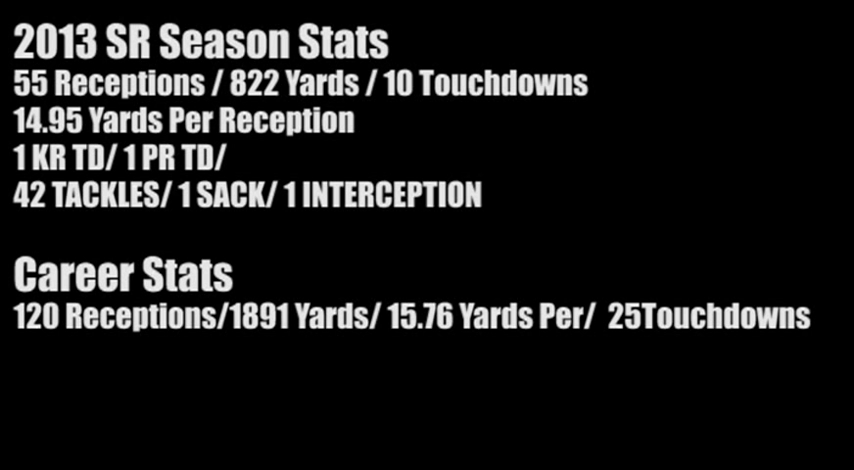 2013 SR Season Stats
55 Receptions / 822 Yards / 10 Touchdowns
14.95 Yards Per Reception
1 KR TD/ 1 PR TD/
42 TACKLES/ 1 SACK/ 1 INTERCEPTION
Career Stats
120 Receptions/1891 Yards/ 15.76 Yards Per/ 25Touchdowns